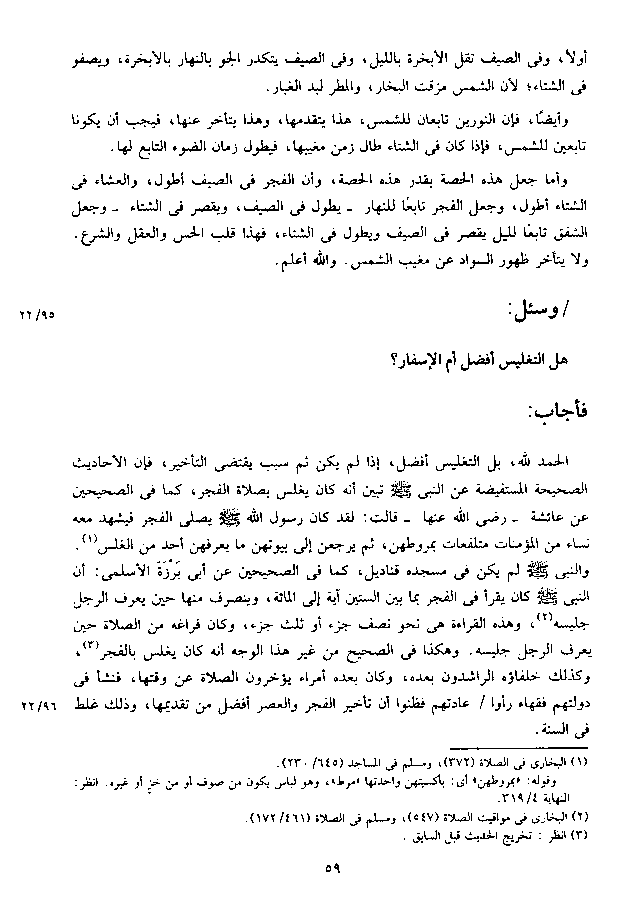 أولاً، وفى الصيف تقل الأبخرة بالليل، وفى الصيف يتكدر الجو بالنهار بالأبخرة، ويصفو
فى الشتاء؛ لأن الشمس مزقت البخار، والمطر لبد الغبار.
وأيضًا، فإن النورين تابعان للشمس، هذا يتقدمها، وهذا يتأخر عنها، فيجب أن يكونا
تابعين للشمس، فإذا كان فى الشتاء طال زمن مغيبها، فيطول زمان الضوء التابع لها.
وأما جعل هذه الحصة بقدر هذه الحصة، وأن الفجر فى الصيف أطول، والعشاء فى
الشتاء أطول، وجعل الفجر تابعًا للنهار ـ يطول فى الصيف، ويقصر فى الشتاء ـ وجعل
الشفق تابعًا لليل يقصر فى الصيف ويطول فى الشتاء، فهذا قلب الحس والعقل والشرع.
ولا يتأخر ظهور السواد عن مغيب الشمس. والله أعلم.
/ وسئل:
٢٢/٩٥
هل التغليس أفضل أم الإسفار؟
فأجاب:
الحمد لله، بل التغليس أفضل، إذا لم يكن ثم سبب يقتضى التأخير، فإن الأحاديث
الصحيحة المستفيضة عن النبى ﷺ تبين أنه كان يغلس بصلاة الفجر، كما فى الصحيحين
عن عائشة ـ رضى الله عنها ـ قالت: لقد كان رسول الله ﷺ يصلى الفجر فيشهد معه
نساء من المؤمنات متلفعات بمروطهن، ثم يرجعن إلى بيوتهن ما يعرفهن أحد من الغلس(١).
والنبى ﷺ لم يكن فى مسجده قناديل، كما فى الصحيحين عن أبى بَرْزَة الأسلمى: أن
النبى ﷺ كان يقرأ فى الفجر بما بين الستين آية إلى المائة، وينصرف منها حين يعرف الرجل
جليسه(٢)، وهذه القراءة هى نحو نصف جزء أو ثلث جزء، وكان فراغه من الصلاة حين
يعرف الرجل جليسه. وهكذا فى الصحيح من غير هذا الوجه أنه كان يغلس بالفجر(٣)،
وكذلك خلفاؤه الراشدون بعده، وكان بعده أمراء يؤخرون الصلاة عن وقتها، فنشأ فى
دولتهم فقهاء رأوا / عادتهم فظنوا أن تأخير الفجر والعصر أفضل من تقديمها، وذلك غلط
٢٢/٩٦
فى السنة.
(١) البخارى فى الصلاة (٣٧٢)، ومسلم فى المساجد (٦٤٥/ ٢٣٠).
وقوله: «بمروطهن» أى: بأكسيتهن واحدتها «مرط»، وهو لباس يكون من صوف أو من خز أو غيره. انظر:
النهاية ٤/ ٣١٩.
(٢) البخارى فى مواقيت الصلاة (٥٤٧)، ومسلم فى الصلاة (٤٦١/ ١٧٢).
(٣) انظر : تخريج الحديث قبل السابق .
٥٩